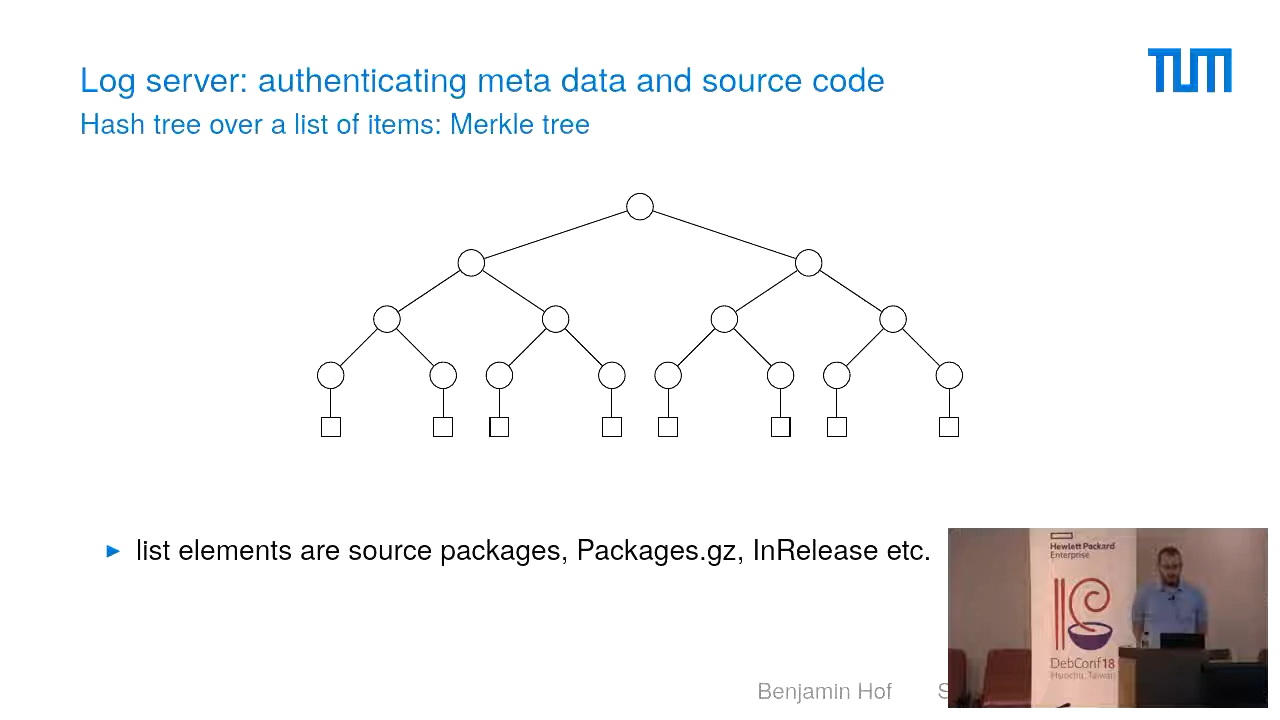 Log server: authenticating meta data and source code
TUM
Hash tree over a list of items: Merkle tree
list elements are source packages, Packages.gz, InRelease etc.
Hewlett Packard
Enterprise
DebConf18
Hsinchu, Taiwan
Benjamin Hof